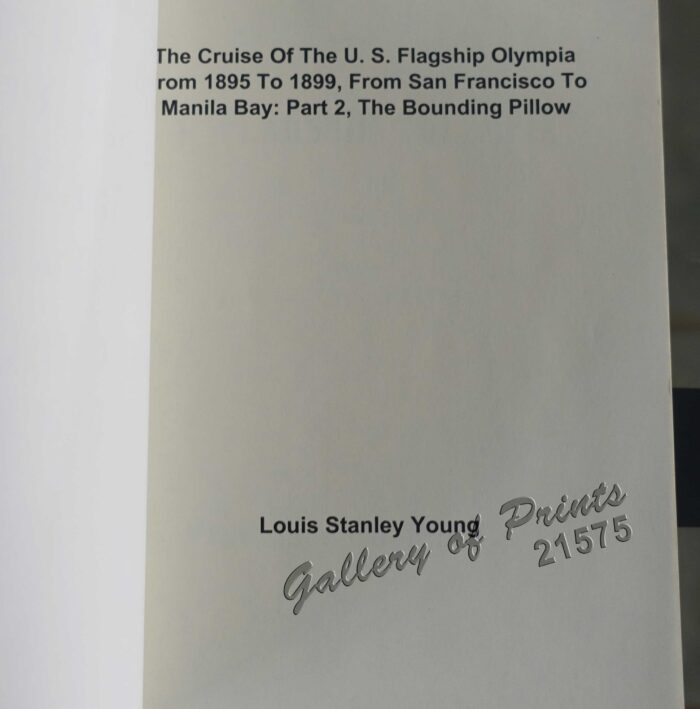 The Cruise Of The U. S. Flagship Olympia
rom 1895 To 1899, From San Francisco To
Manila Bay: Part 2, The Bounding Pillow
Louis Stanley Young
Gallery of Prints
21575